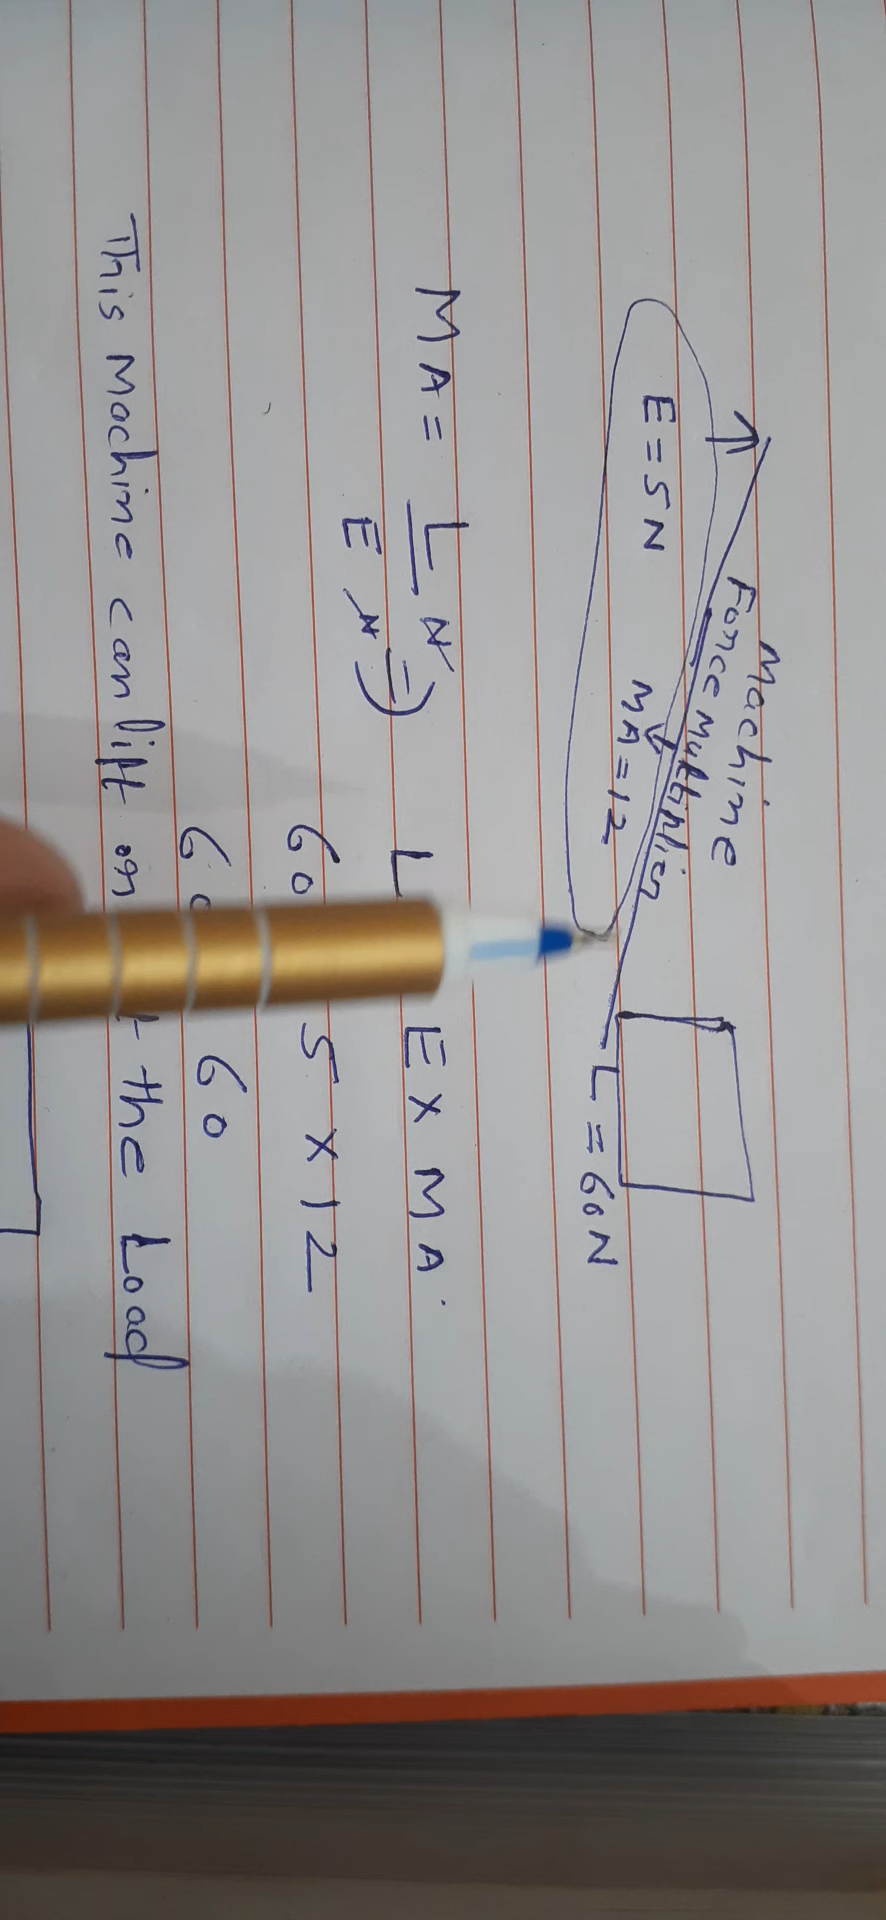 Machine
Force Multiplier
E = 5N
MA = 12
L = 60N
MA = L N / E N ⇒ L E X MA
60 5 X 12
60 60
This Machine can lift the Load